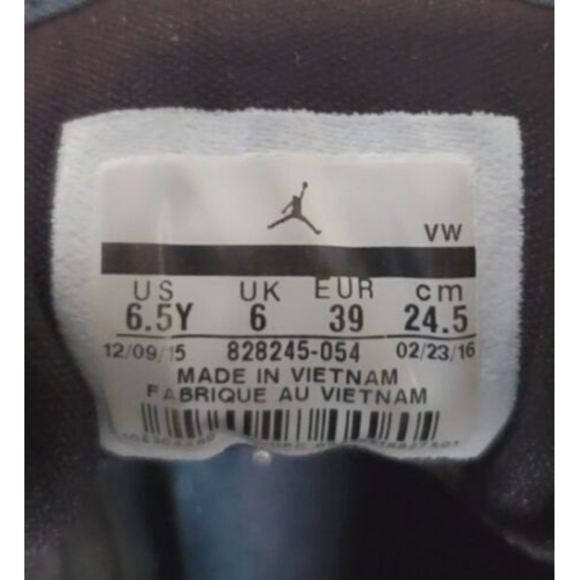 VW
US UK EUR cm
6.5Y 6 39 24.5
12/09/15 828245-054 02/23/16
MADE IN VIETNAM
FABRIQUE AU VIETNAM